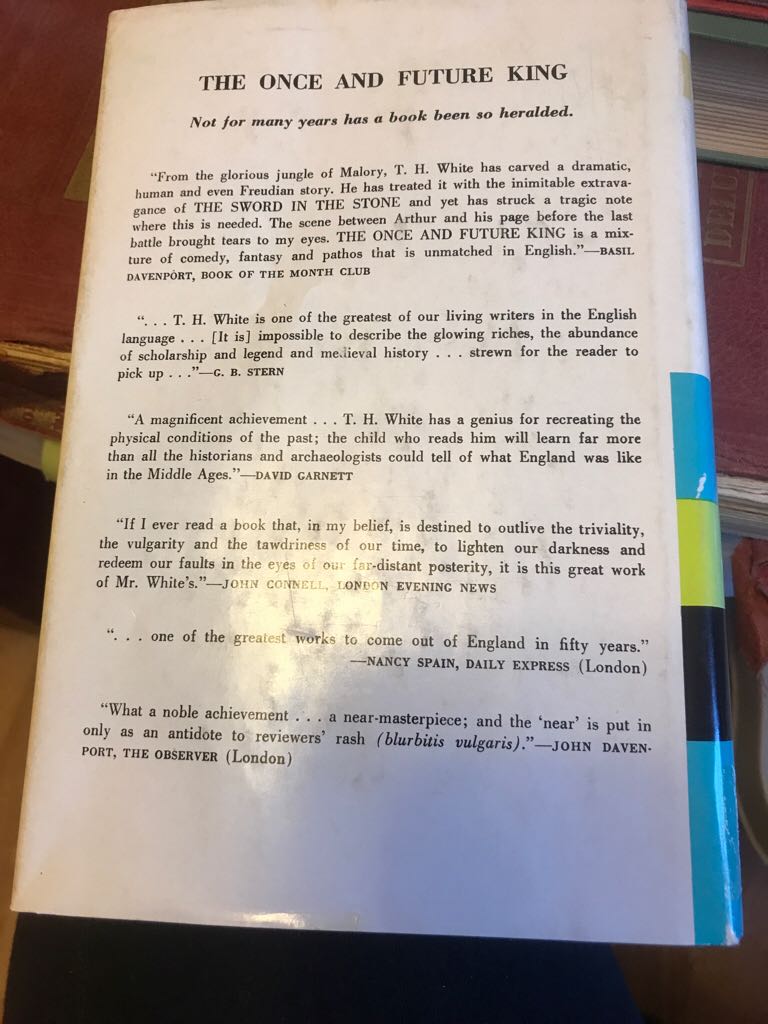 THE ONCE AND FUTURE KING
Not for many years has a book been so heralded.
"From the glorious jungle of Malory, T. H. White has carved a dramatic,
human and even Freudian story. He has treated it with the inimitable extrava-
gance of THE SWORD IN THE STONE and yet has struck a tragic note
where this is needed. The scene between Arthur and his page before the last
battle brought tears to my eyes. THE ONCE AND FUTURE KING is a mix-
ture of comedy, fantasy and pathos that is unmatched in English."—BASIL
DAVENPORT, BOOK OF THE MONTH CLUB
". . . T. H. White is one of the greatest of our living writers in the English
language . . . [It is] impossible to describe the glowing riches, the abundance
of scholarship and legend and medieval history . . . strewn for the reader to
pick up . . ."—G. B. STERN
"A magnificent achievement . . . T. H. White has a genius for recreating the
physical conditions of the past; the child who reads him will learn far more
than all the historians and archaeologists could tell of what England was like
in the Middle Ages."—DAVID GARNETT
"If I ever read a book that, in my belief, is destined to outlive the triviality,
the vulgarity and the tawdriness of our time, to lighten our darkness and
redeem our faults in the eyes of our far-distant posterity, it is this great work
of Mr. White's."—JOHN CONNELL, LONDON EVENING NEWS
". . . one of the greatest works to come out of England in fifty years."
—NANCY SPAIN, DAILY EXPRESS (London)
"What a noble achievement . . . a near-masterpiece; and the 'near' is put in
only as an antidote to reviewers' rash (blurbitis vulgaris)."—JOHN DAVEN-
PORT, THE OBSERVER (London)